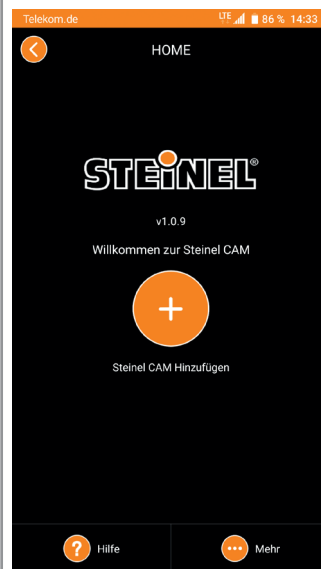 Telekom.de LTE 86 % 14:33
HOME
STEINEL®
v1.0.9
Willkommen zur Steinel CAM
Steinel CAM Hinzufügen
Hilfe
Mehr